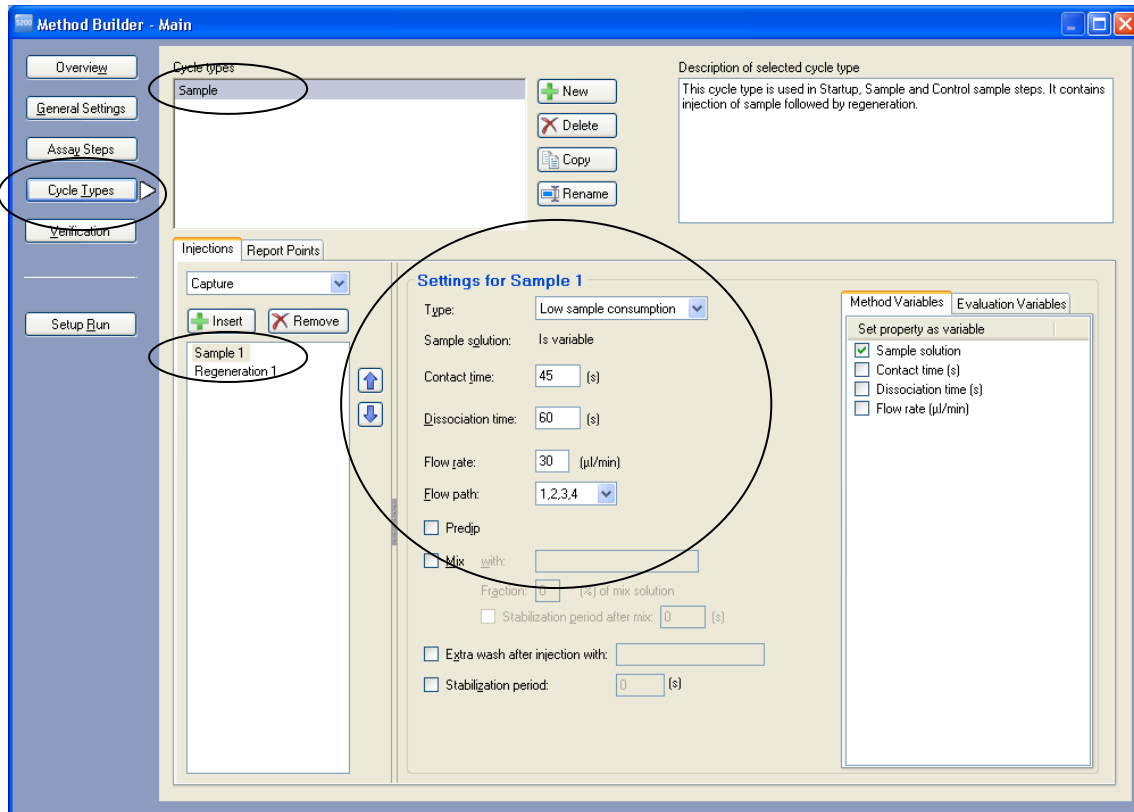 S200 Method Builder - Main
Overview
General Settings
Assay Steps
Cycle Types
Verification
Setup Run
Cycle types
Sample
New
Delete
Copy
Rename
Description of selected cycle type
This cycle type is used in Startup, Sample and Control sample steps. It contains
injection of sample followed by regeneration.
Injections Report Points
Capture
Insert Remove
Sample 1
Regeneration 1
Settings for Sample 1
Type: Low sample consumption
Sample solution: Is variable
Contact time: 45 (s)
Dissociation time: 60 (s)
Flow rate: 30 (µl/min)
Flow path: 1,2,3,4
Predip
Mix with:
Fraction: 0 (%) of mix solution
Stabilization period after mix: 0 (s)
Extra wash after injection with:
Stabilization period: 0 (s)
Method Variables Evaluation Variables
Set property as variable
Sample solution
Contact time (s)
Dissociation time (s)
Flow rate (µl/min)